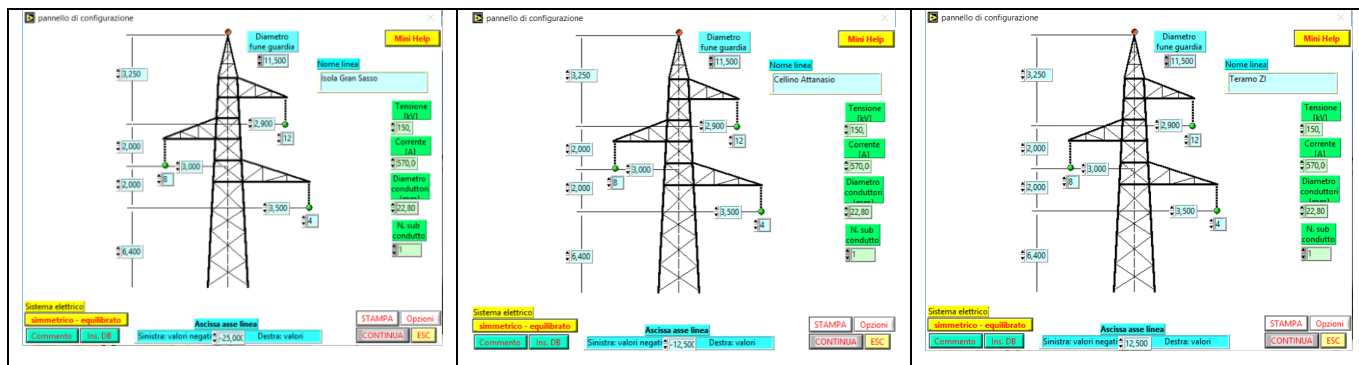 pannello di configurazione
Diametro
fune guardia
11,500
Mini Help
3,250
Nome linea
Isola Gran Sasso
Tensione
[kV]
150,
2,900
12
2,000
Corrente
[A]
570,0
3,000
8
2,000
Diametro
conduttori
[mm]
22,80
3,500
4
N. sub
condutto
1
6,400
Sistema elettrico
simmetrico - equilibrato
Commento
Ins. DB
Ascissa asse linea
Sinistra: valori negati
-25,00
Destra: valori
STAMPA
Opzioni
CONTINUA
ESC
pannello di configurazione
Diametro
fune guardia
11,500
Mini Help
3,250
Nome linea
Cellino Attanasio
Tensione
[kV]
150,
2,900
12
2,000
Corrente
[A]
570,0
3,000
8
2,000
Diametro
conduttori
[mm]
22,80
3,500
4
N. sub
condutto
1
6,400
Sistema elettrico
simmetrico - equilibrato
Commento
Ins. DB
Ascissa asse linea
Sinistra: valori negati
-12,500
Destra: valori
STAMPA
Opzioni
CONTINUA
ESC
pannello di configurazione
Diametro
fune guardia
11,500
Mini Help
3,250
Nome linea
Teramo ZI
Tensione
[kV]
150,
2,900
12
2,000
Corrente
[A]
570,0
3,000
8
2,000
Diametro
conduttori
[mm]
22,80
3,500
4
N. sub
condutto
1
6,400
Sistema elettrico
simmetrico - equilibrato
Commento
Ins. DB
Ascissa asse linea
Sinistra: valori negati
12,500
Destra: valori
STAMPA
Opzioni
CONTINUA
ESC